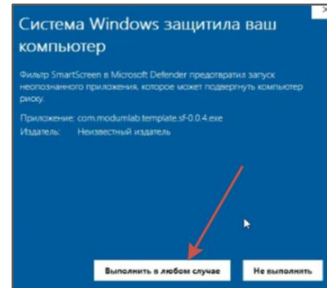 Система Windows защитила ваш
компьютер
Фильтр SmartScreen в Microsoft Defender предотвратил запуск
неопознанного приложения, которое может подвергнуть компьютер
риску.
Приложение: com.modumlab.template.sf-0.0.4.exe
Издатель: Неизвестный издатель
Выполнить в любом случае
Не выполнять